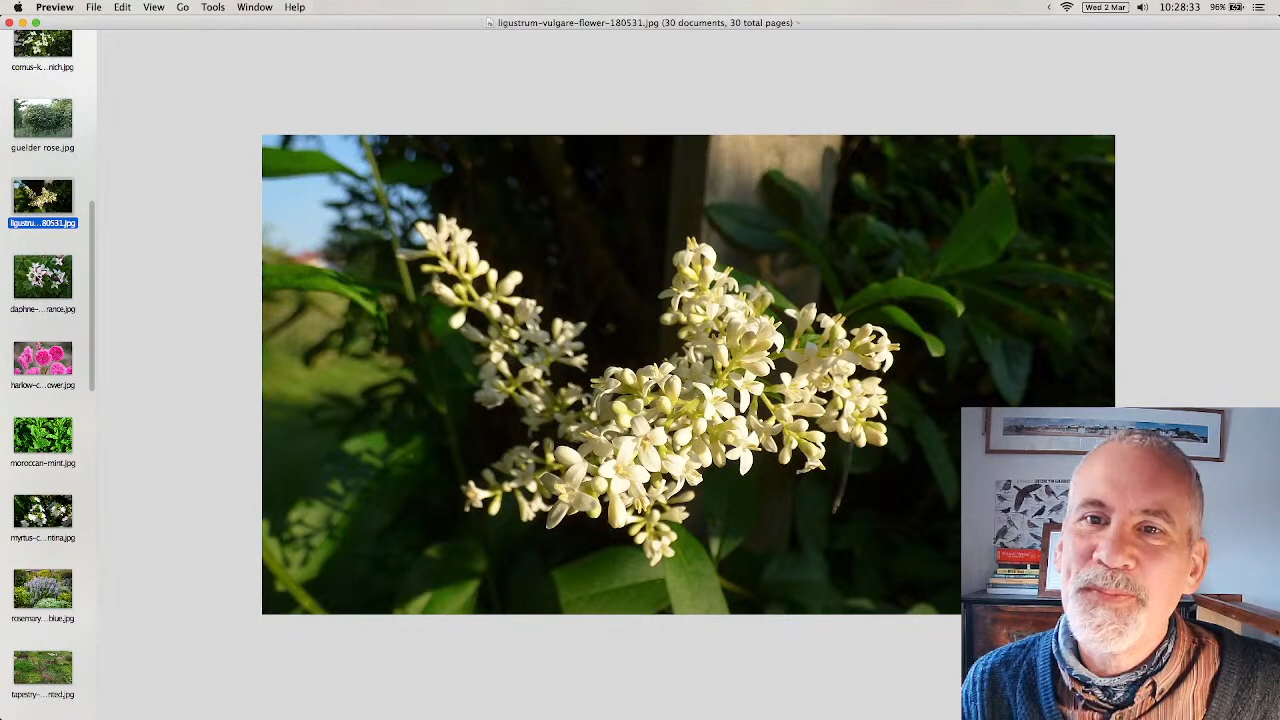 Preview File Edit View Go Tools Window Help
Wed 2 Mar 10:28:33 96%
ligustrum-vulgare-flower-180531.jpg (30 documents, 30 total pages)
cornus-k...nich.jpg
guelder rose.jpg
ligustru...80531.jpg
daphne-...rance.jpg
harlow-c...ower.jpg
moroccan-mint.jpg
myrtus-c...ntina.jpg
rosemary...blue.jpg
tapestry-...nted.jpg